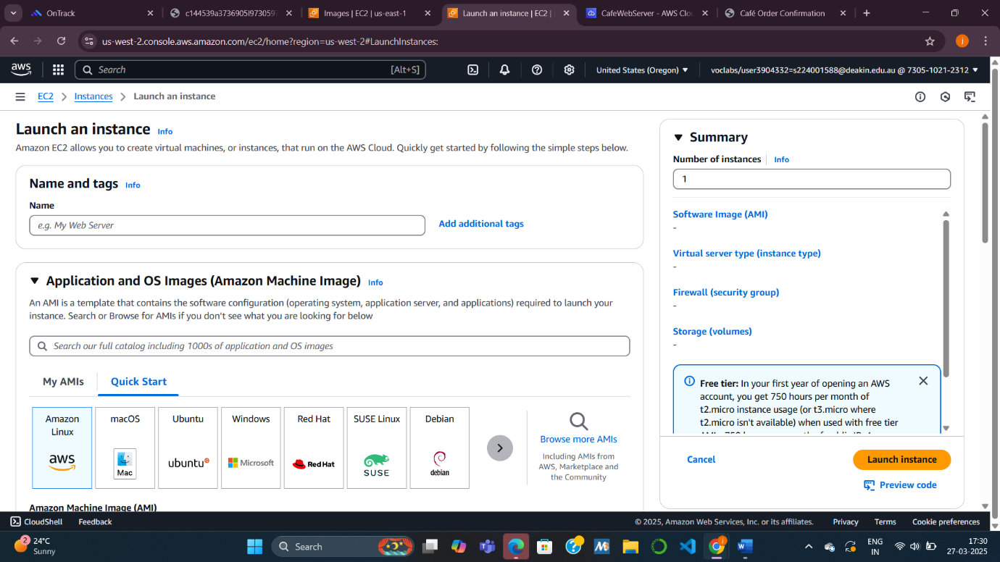 OnTrack
c144539a3736905l973059
Images | EC2 | us-east-1
Launch an instance | EC2 |
CafeWebServer - AWS Clou
Café Order Confirmation
us-west-2.console.aws.amazon.com/ec2/home?region=us-west-2#LaunchInstances:
j
aws
Search
[Alt+S]
United States (Oregon)
voclabs/user3904332=s224001588@deakin.edu.au @ 7305-1021-2312
EC2
Instances
Launch an instance
Launch an instance Info
Amazon EC2 allows you to create virtual machines, or instances, that run on the AWS Cloud. Quickly get started by following the simple steps below.
Name and tags Info
Name
e.g. My Web Server
Add additional tags
Application and OS Images (Amazon Machine Image) Info
An AMI is a template that contains the software configuration (operating system, application server, and applications) required to launch your
instance. Search or Browse for AMIs if you don't see what you are looking for below
Search our full catalog including 1000s of application and OS images
My AMIs
Quick Start
Amazon
Linux
aws
macOS
Mac
Ubuntu
ubuntu
Windows
Microsoft
Red Hat
Red Hat
SUSE Linux
SUSE
Debian
debian
Browse more AMIs
Including AMIs from
AWS, Marketplace and
the Community
Amazon Machine Image (AMI)
Summary
Number of instances Info
1
Software Image (AMI)
-
Virtual server type (instance type)
-
Firewall (security group)
-
Storage (volumes)
-
Free tier: In your first year of opening an AWS
account, you get 750 hours per month of
t2.micro instance usage (or t3.micro where
t2.micro isn't available) when used with free tier
Cancel
Launch instance
Preview code
CloudShell
Feedback
© 2025, Amazon Web Services, Inc. or its affiliates.
Privacy
Terms
Cookie preferences
2
24°C
Sunny
Search
ENG
IN
17:30
27-03-2025